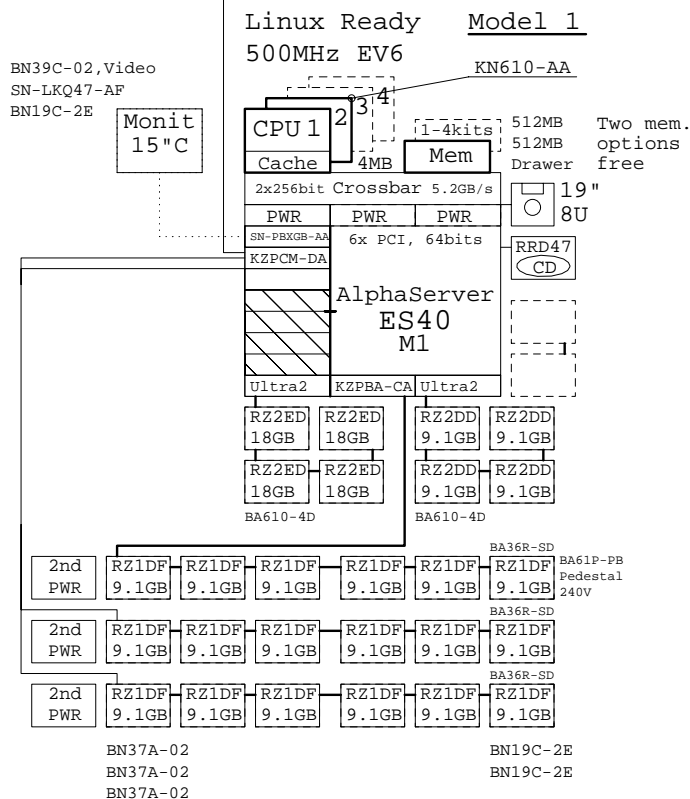 Linux Ready Model 1
500MHz EV6
BN39C-02,Video
SN-LKQ47-AF
BN19C-2E
KN610-AA
Monit
15"C
CPU 1 2 3 4
Cache 4MB
1-4kits
Mem
512MB
512MB
Drawer
Two mem.
options
free
2x256bit Crossbar 5.2GB/s
19"
8U
PWR PWR PWR
SN-PBXGB-AA 6x PCI, 64bits
KZPCM-DA
RRD47
CD
AlphaServer
ES40
M1
Ultra2 KZPBA-CA Ultra2
RZ2ED RZ2ED RZ2DD RZ2DD
18GB 18GB 9.1GB 9.1GB
RZ2ED RZ2ED RZ2DD RZ2DD
18GB 18GB 9.1GB 9.1GB
BA610-4D BA610-4D
BA36R-SD
2nd RZ1DF RZ1DF RZ1DF RZ1DF RZ1DF RZ1DF
PWR 9.1GB 9.1GB 9.1GB 9.1GB 9.1GB 9.1GB
BA61P-PB
Pedestal
240V
BA36R-SD
2nd RZ1DF RZ1DF RZ1DF RZ1DF RZ1DF RZ1DF
PWR 9.1GB 9.1GB 9.1GB 9.1GB 9.1GB 9.1GB
BA36R-SD
2nd RZ1DF RZ1DF RZ1DF RZ1DF RZ1DF RZ1DF
PWR 9.1GB 9.1GB 9.1GB 9.1GB 9.1GB 9.1GB
BN37A-02 BN19C-2E
BN37A-02 BN19C-2E
BN37A-02